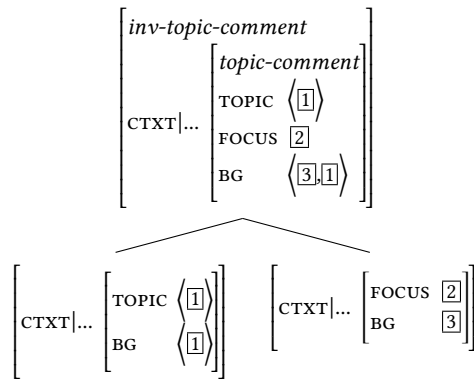 inv-topic-comment
topic-comment
TOPIC ⟨1⟩
CTXT|... FOCUS 2
BG ⟨3,1⟩
TOPIC ⟨1⟩
CTXT|...
BG ⟨1⟩
FOCUS 2
CTXT|...
BG 3